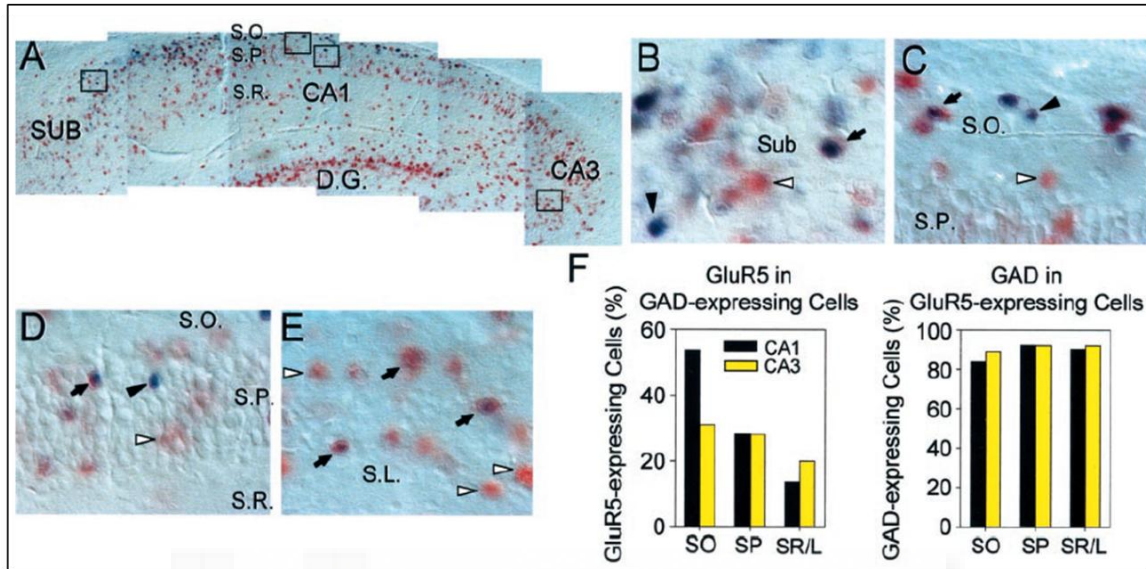 A
S.O.
S.P.
S.R.
CA1
SUB
D.G.
CA3
B
Sub
C
S.O.
S.P.
D
S.O.
S.P.
S.R.
E
S.L.
F
GluR5 in
GAD-expressing Cells
GluR5-expressing Cells (%)
60
40
20
0
CA1
CA3
SO SP SR/L
GAD in
GluR5-expressing Cells
GAD-expressing Cells (%)
100
80
60
40
20
0
SO SP SR/L